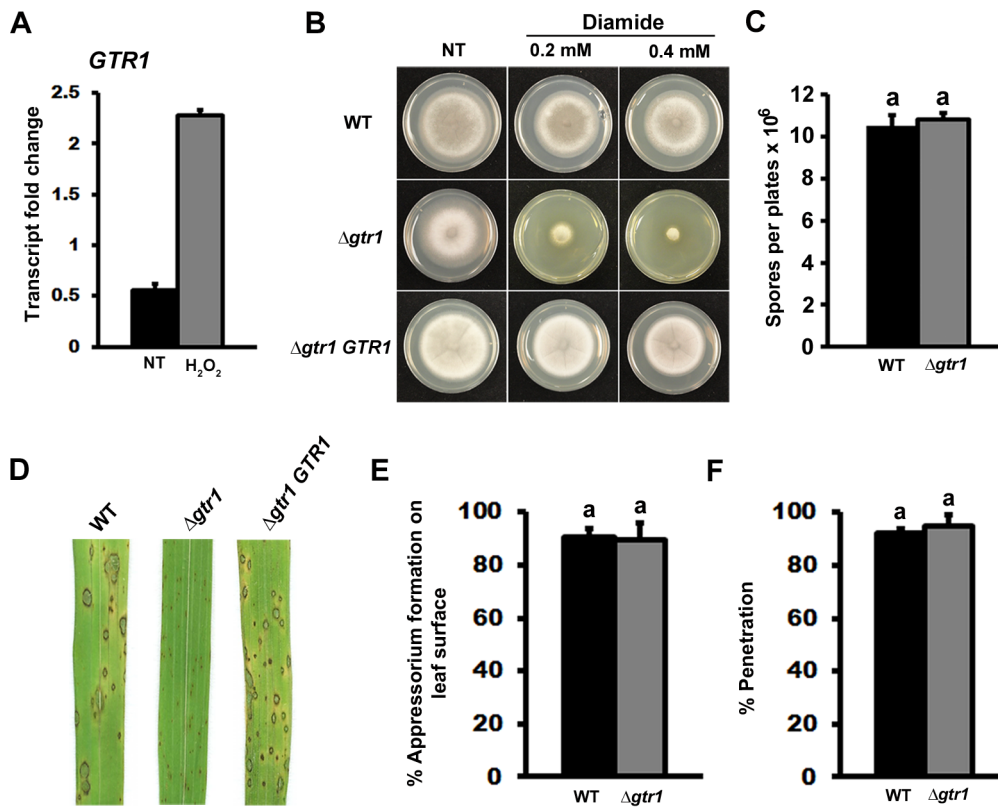 A
GTR1
Transcript fold change
2.5
2
1.5
1
0.5
0
NT
H2O2
B
Diamide
NT
0.2 mM
0.4 mM
WT
Δgtr1
Δgtr1 GTR1
C
Spores per plates x 10^6
12
10
8
6
4
2
0
a
a
WT
Δgtr1
D
WT
Δgtr1
Δgtr1 GTR1
E
% Appressorium formation on
leaf surface
100
80
60
40
20
0
a
a
WT
Δgtr1
F
% Penetration
100
80
60
40
20
0
a
a
WT
Δgtr1